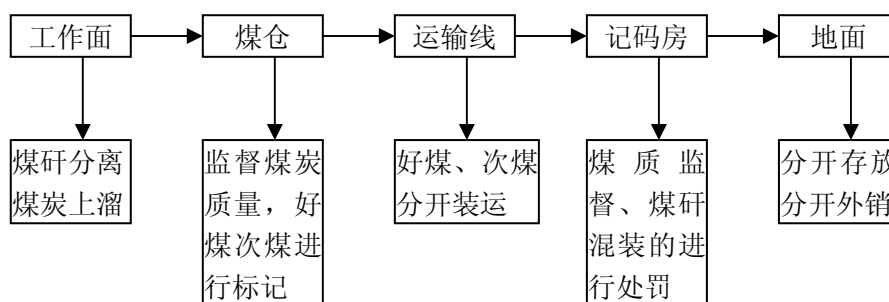 工作面
煤仓
运输线
记码房
地面
煤矸分离
煤炭上溜
监督煤炭
质量，好
煤次煤进
行标记
好煤、次煤
分开装运
煤质监
督、煤矸
混装的进
行处罚
分开存放
分开外销